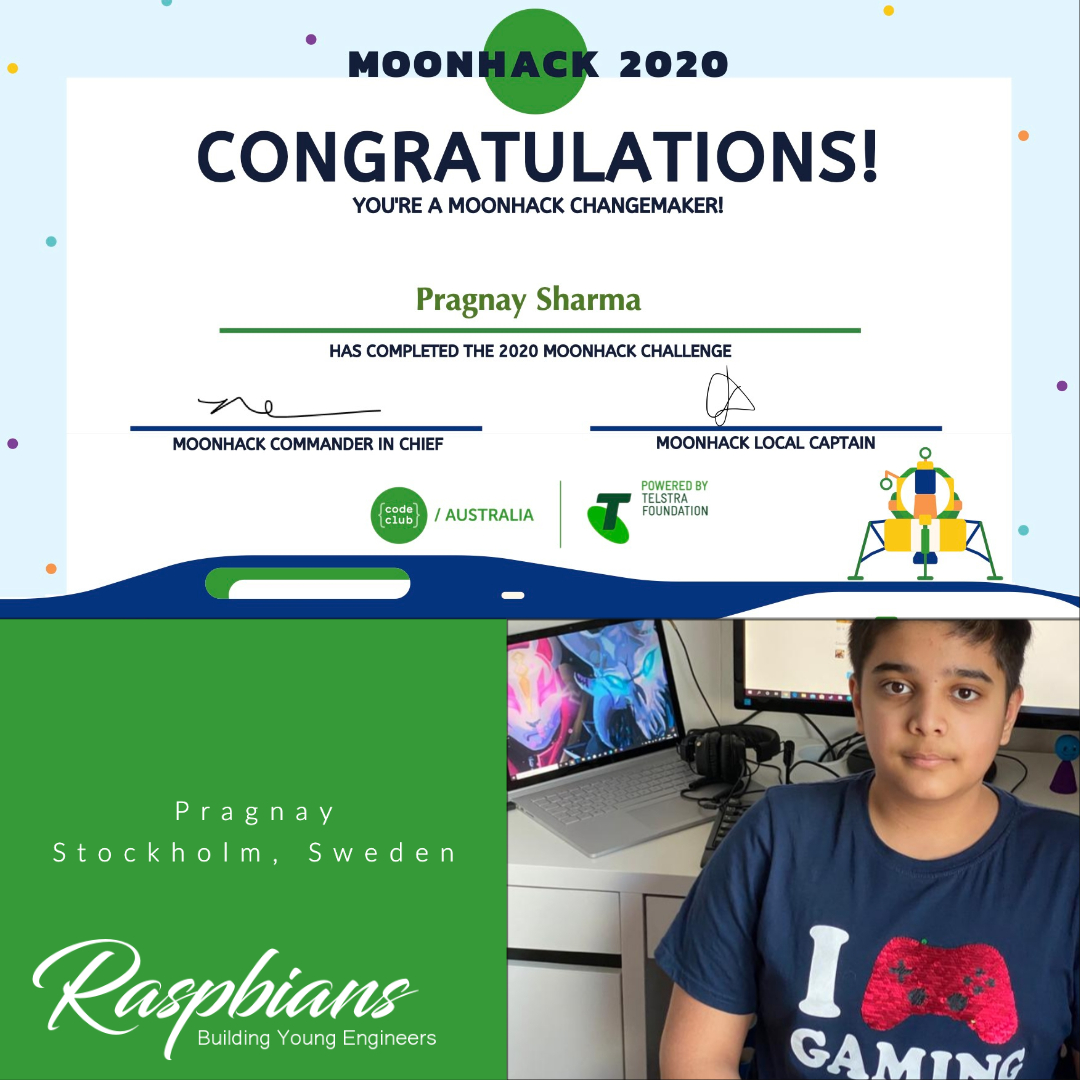 MOONHACK 2020
CONGRATULATIONS!
YOU'RE A MOONHACK CHANGEMAKER!
Pragnay Sharma
HAS COMPLETED THE 2020 MOONHACK CHALLENGE
MOONHACK COMMANDER IN CHIEF
MOONHACK LOCAL CAPTAIN
{code club} / AUSTRALIA
POWERED BY
TELSTRA
FOUNDATION
Pragnay
Stockholm, Sweden
Raspbians
Building Young Engineers
I
GAMING